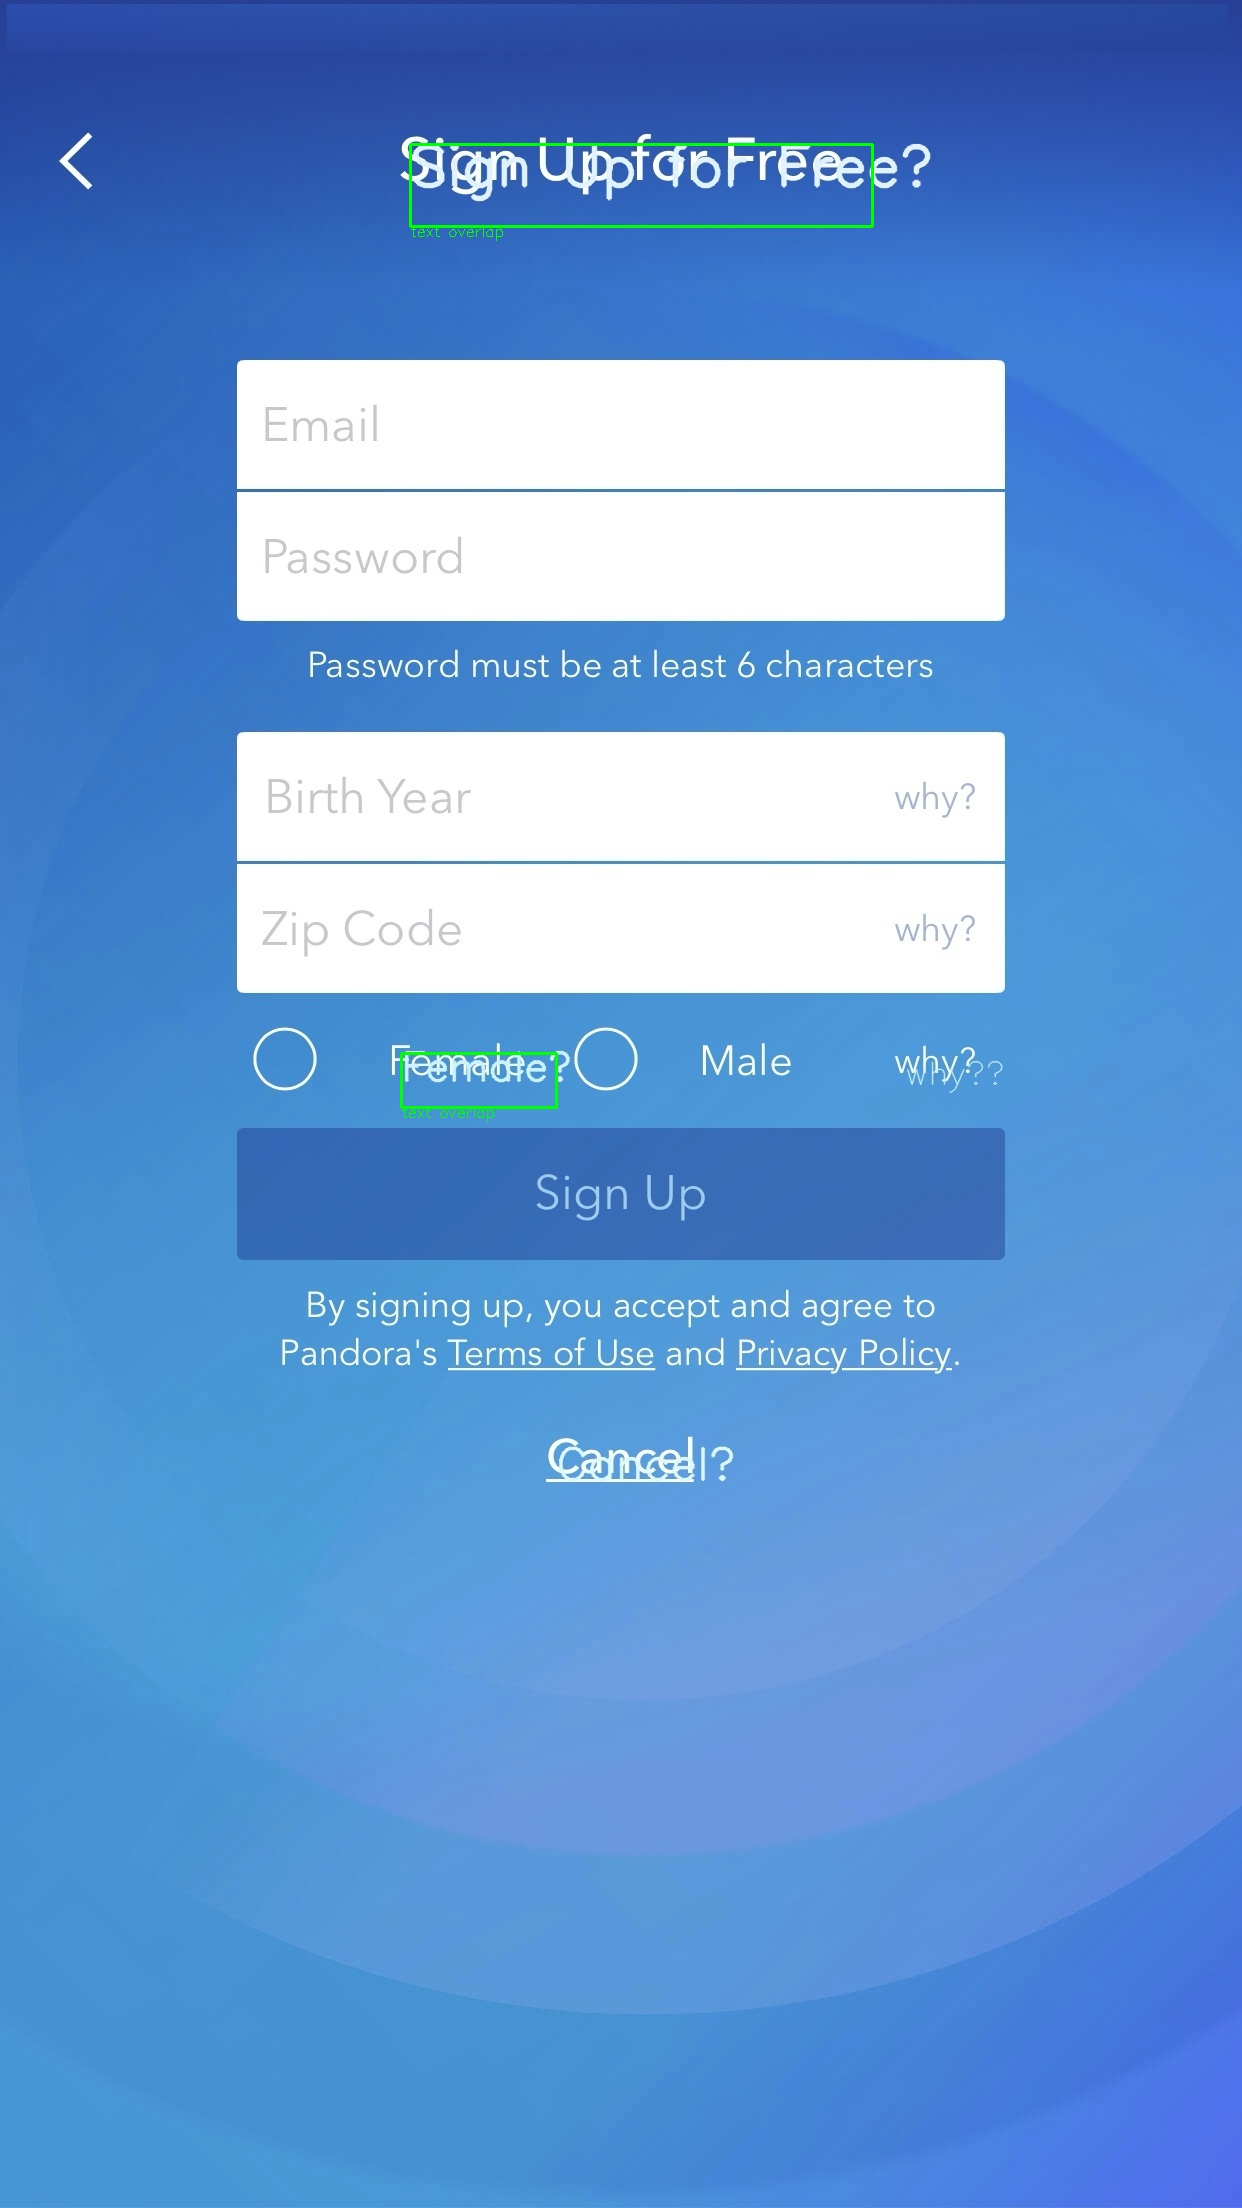 Sign Up for Free
Sign Up for Free?
text overlap
Email
Password
Password must be at least 6 characters
Birth Year why?
Zip Code why?
Female Male why?
Female? why??
text overlap
Sign Up
By signing up, you accept and agree to
Pandora's Terms of Use and Privacy Policy.
Cancel
Cancel?